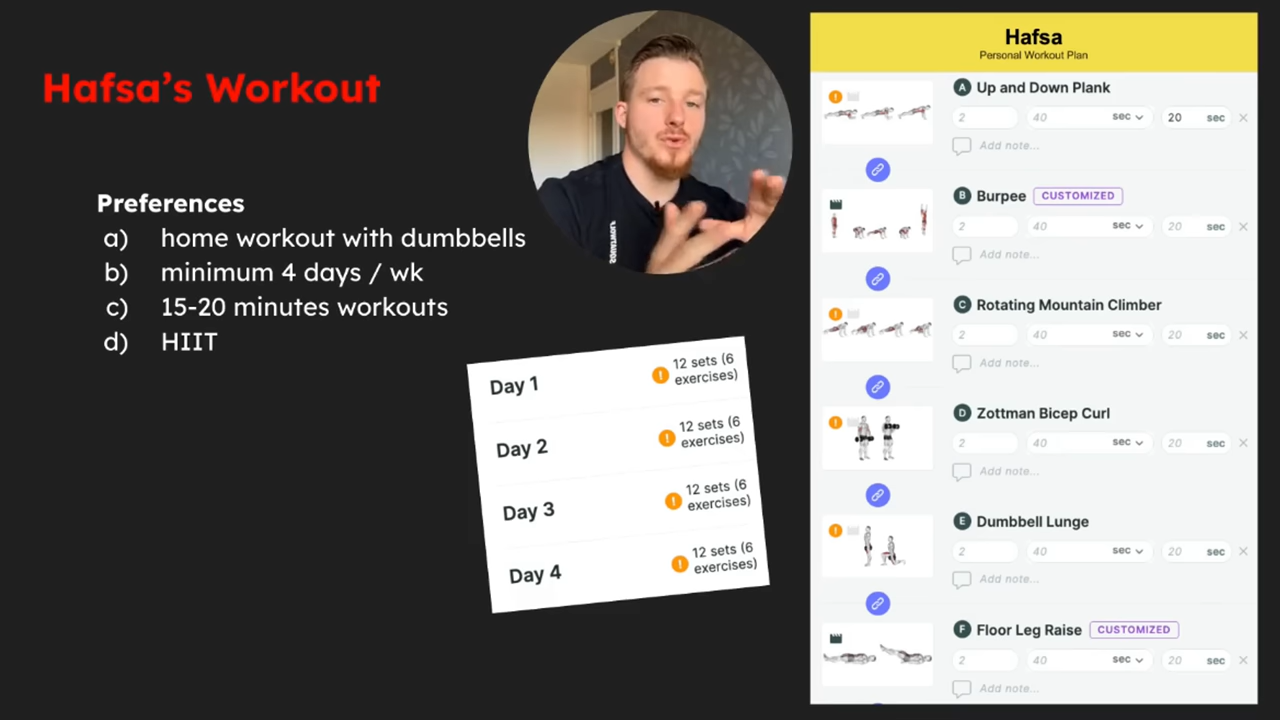 Hafsa's Workout
Preferences
a) home workout with dumbbells
b) minimum 4 days / wk
c) 15-20 minutes workouts
d) HIIT
Day 1
12 sets (6
exercises)
Day 2
12 sets (6
exercises)
Day 3
12 sets (6
exercises)
Day 4
12 sets (6
exercises)
Hafsa
Personal Workout Plan
A Up and Down Plank
2 40 sec 20 sec
Add note...
B Burpee CUSTOMIZED
2 40 sec 20 sec
Add note...
C Rotating Mountain Climber
2 40 sec 20 sec
Add note...
D Zottman Bicep Curl
2 40 sec 20 sec
Add note...
E Dumbbell Lunge
2 40 sec 20 sec
Add note...
F Floor Leg Raise CUSTOMIZED
2 40 sec 20 sec
Add note...